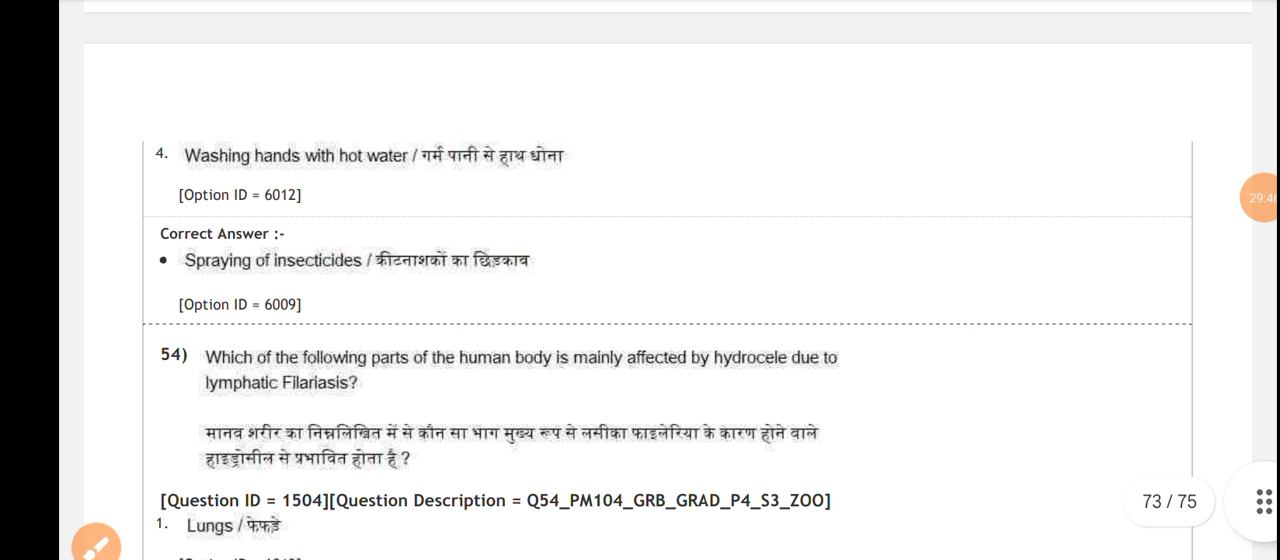 4. Washing hands with hot water / गर्म पानी से हाथ धोना
[Option ID = 6012]
Correct Answer :-
• Spraying of insecticides / कीटनाशकों का छिड़काव
[Option ID = 6009]
54) Which of the following parts of the human body is mainly affected by hydrocele due to
lymphatic Filariasis?
मानव शरीर का निम्नलिखित में से कौन सा भाग मुख्य रूप से लसीका फाइलेरिया के कारण होने वाले
हाइड्रोसील से प्रभावित होता है ?
[Question ID = 1504][Question Description = Q54_PM104_GRB_GRAD_P4_S3_ZOO]
1. Lungs / फेफड़े
73 / 75